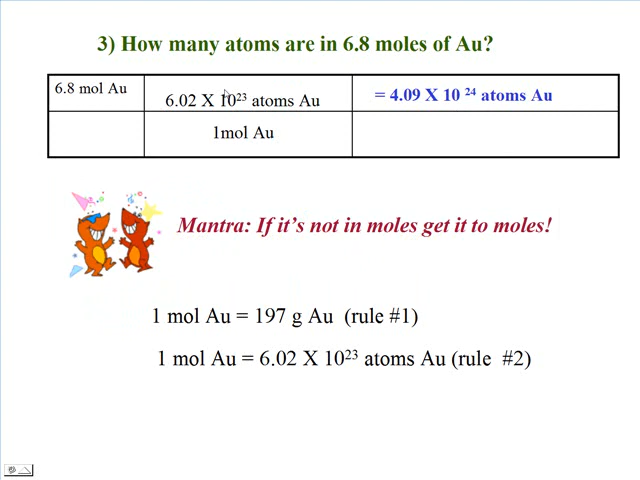 3) How many atoms are in 6.8 moles of Au?
6.8 mol Au
6.02 X 10²³ atoms Au
= 4.09 X 10 ²⁴ atoms Au
1mol Au
Mantra: If it's not in moles get it to moles!
1 mol Au = 197 g Au (rule #1)
1 mol Au = 6.02 X 10²³ atoms Au (rule #2)